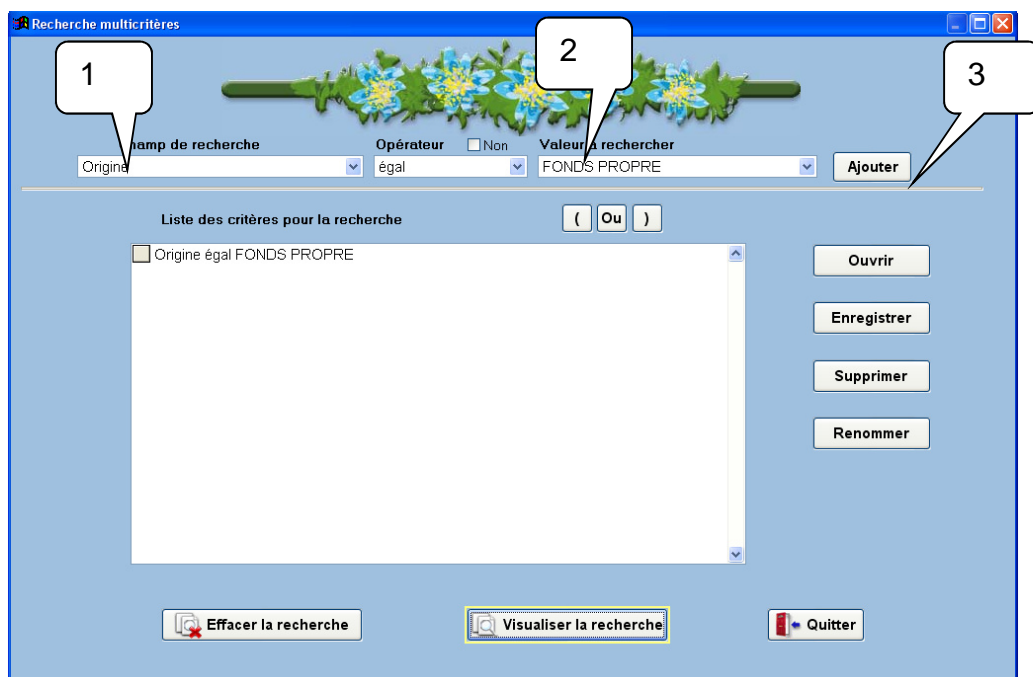 Recherche multicritères
1
2
3
hamp de recherche
Opérateur
Non
Valeur à rechercher
Origine
égal
FONDS PROPRE
Ajouter
Liste des critères pour la recherche
(
Ou
)
Origine égal FONDS PROPRE
Ouvrir
Enregistrer
Supprimer
Renommer
Effacer la recherche
Visualiser la recherche
Quitter